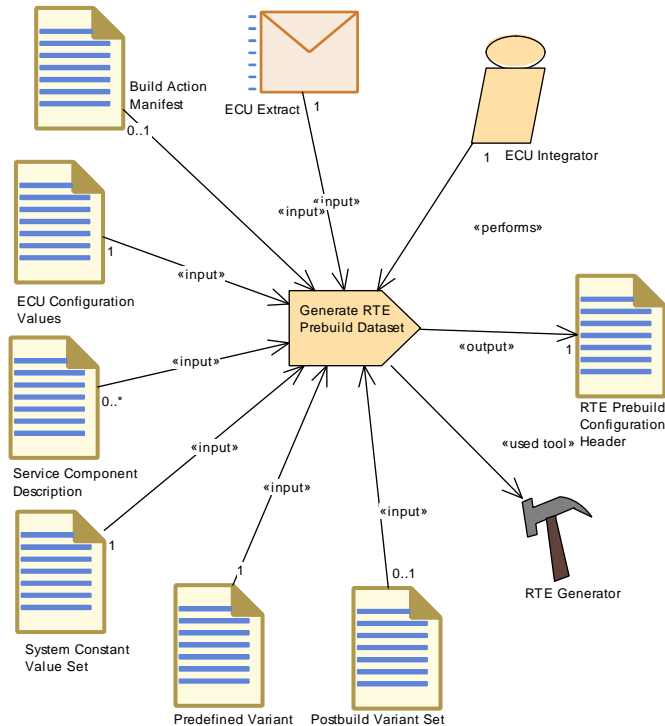 Build Action
Manifest
0..1
ECU Extract
1
1
ECU Integrator
«input»
«input»
«performs»
1
«input»
ECU Configuration
Values
Generate RTE
Prebuild Dataset
«output»
1
«input»
0..*
RTE Prebuild
Configuration
Header
Service Component
Description
«input»
«used tool»
«input»
«input»
1
RTE Generator
System Constant
Value Set
1
0..1
Predefined Variant
Postbuild Variant Set